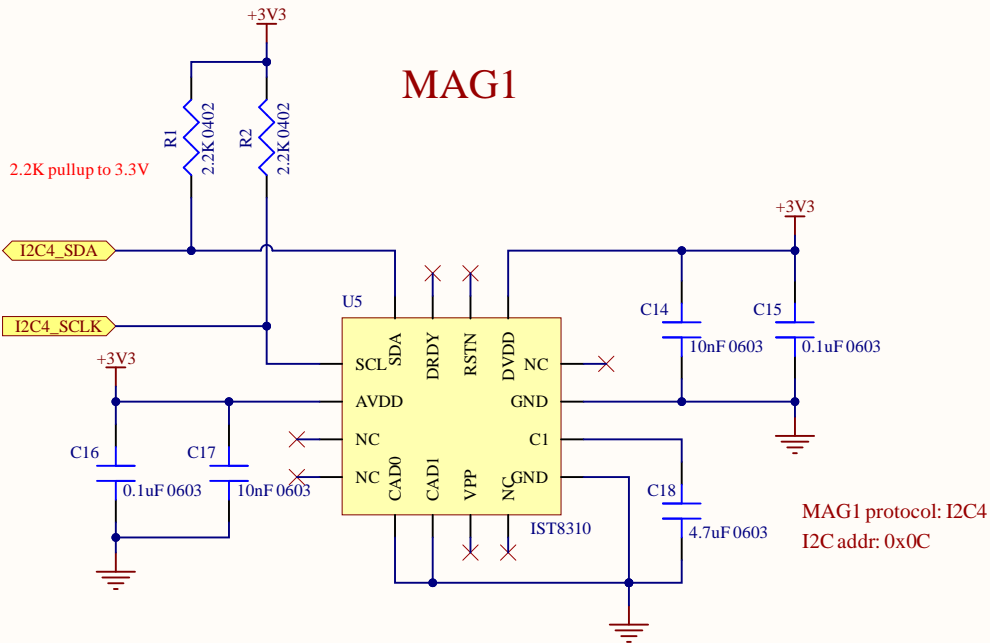 +3V3
MAG1
R1
2.2K 0402
R2
2.2K 0402
2.2K pullup to 3.3V
+3V3
I2C4_SDA
U5
C14
C15
I2C4_SCLK
10nF 0603
0.1uF 0603
SCL
SDA
DRDY
RSTN
DVDD
NC
+3V3
AVDD
GND
NC
C1
C16
C17
0.1uF 0603
10nF 0603
NC
CAD0
CAD1
VPP
NC
GND
C18
4.7uF 0603
IST8310
MAG1 protocol: I2C4
I2C addr: 0x0C